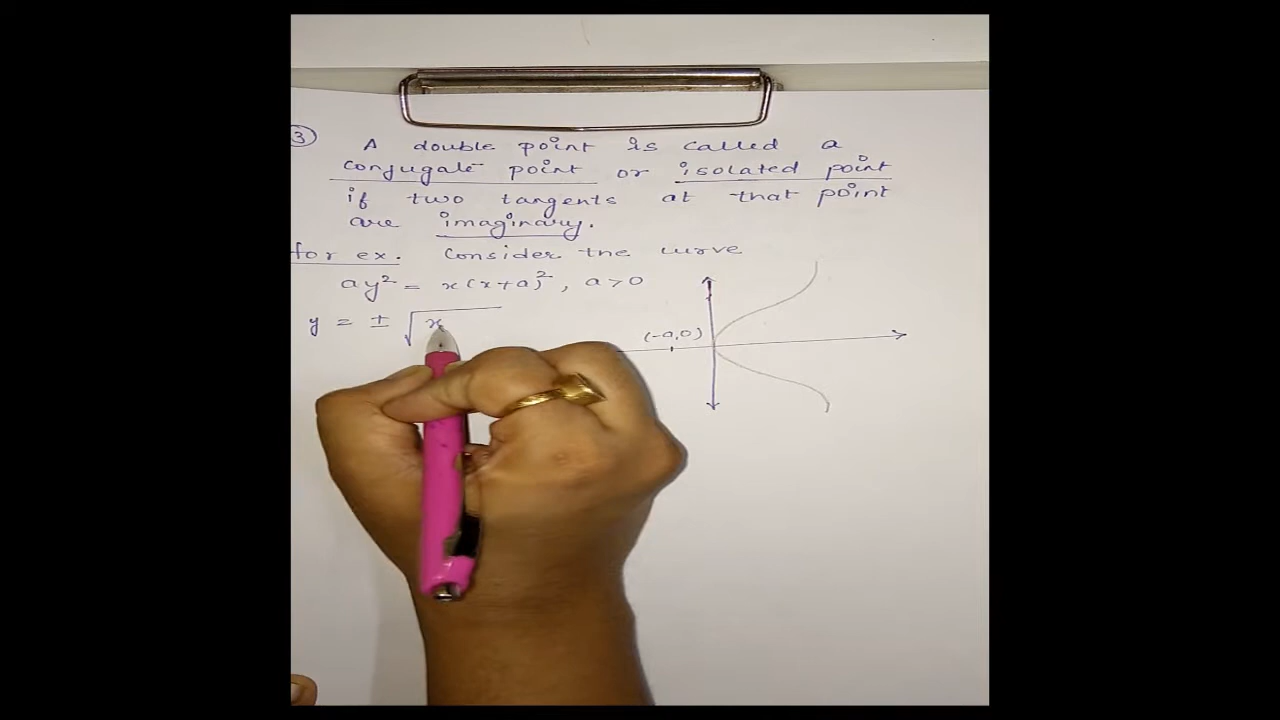 ③ A double point is called a
conjugate point or isolated point
if two tangents at that point
are imaginary.
for ex. Consider the curve
ay² = x(x+a)², a>0
y = ± √x
(-a,0)